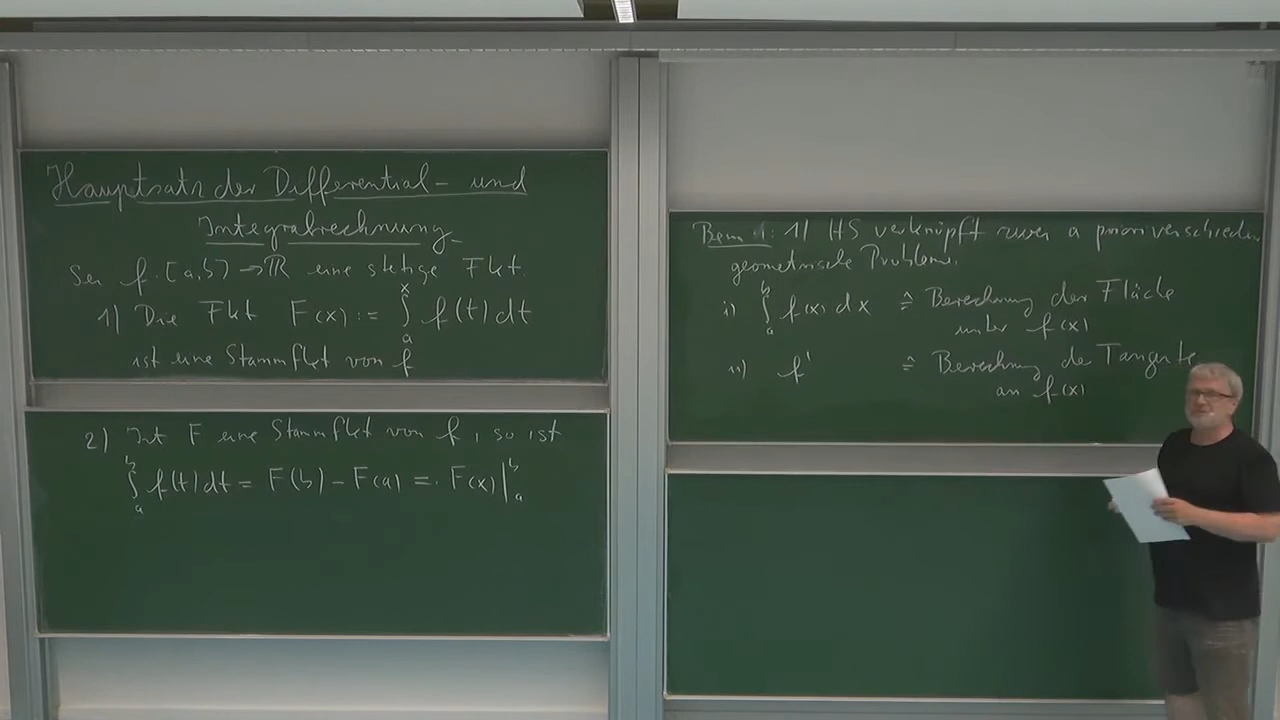 Hauptsatz der Differential- und
Integralrechnung
Sei f: [a,b] → ℝ eine stetige Fkt.
1) Die Fkt F(x) := ∫ₐˣ f(t) dt
ist eine Stammfkt von f
2) Ist F eine Stammfkt von f, so ist
∫ₐᵇ f(t) dt = F(b) - F(a) =: F(x)|ₐᵇ
Bem : 1) HS verknüpft zwei a priori verschieden
geometrische Probleme.
i) ∫ₐᵇ f(x) dx ≙ Berechnung der Fläche
unter f(x)
ii) f' ≙ Berechnung der Tangente
an f(x)